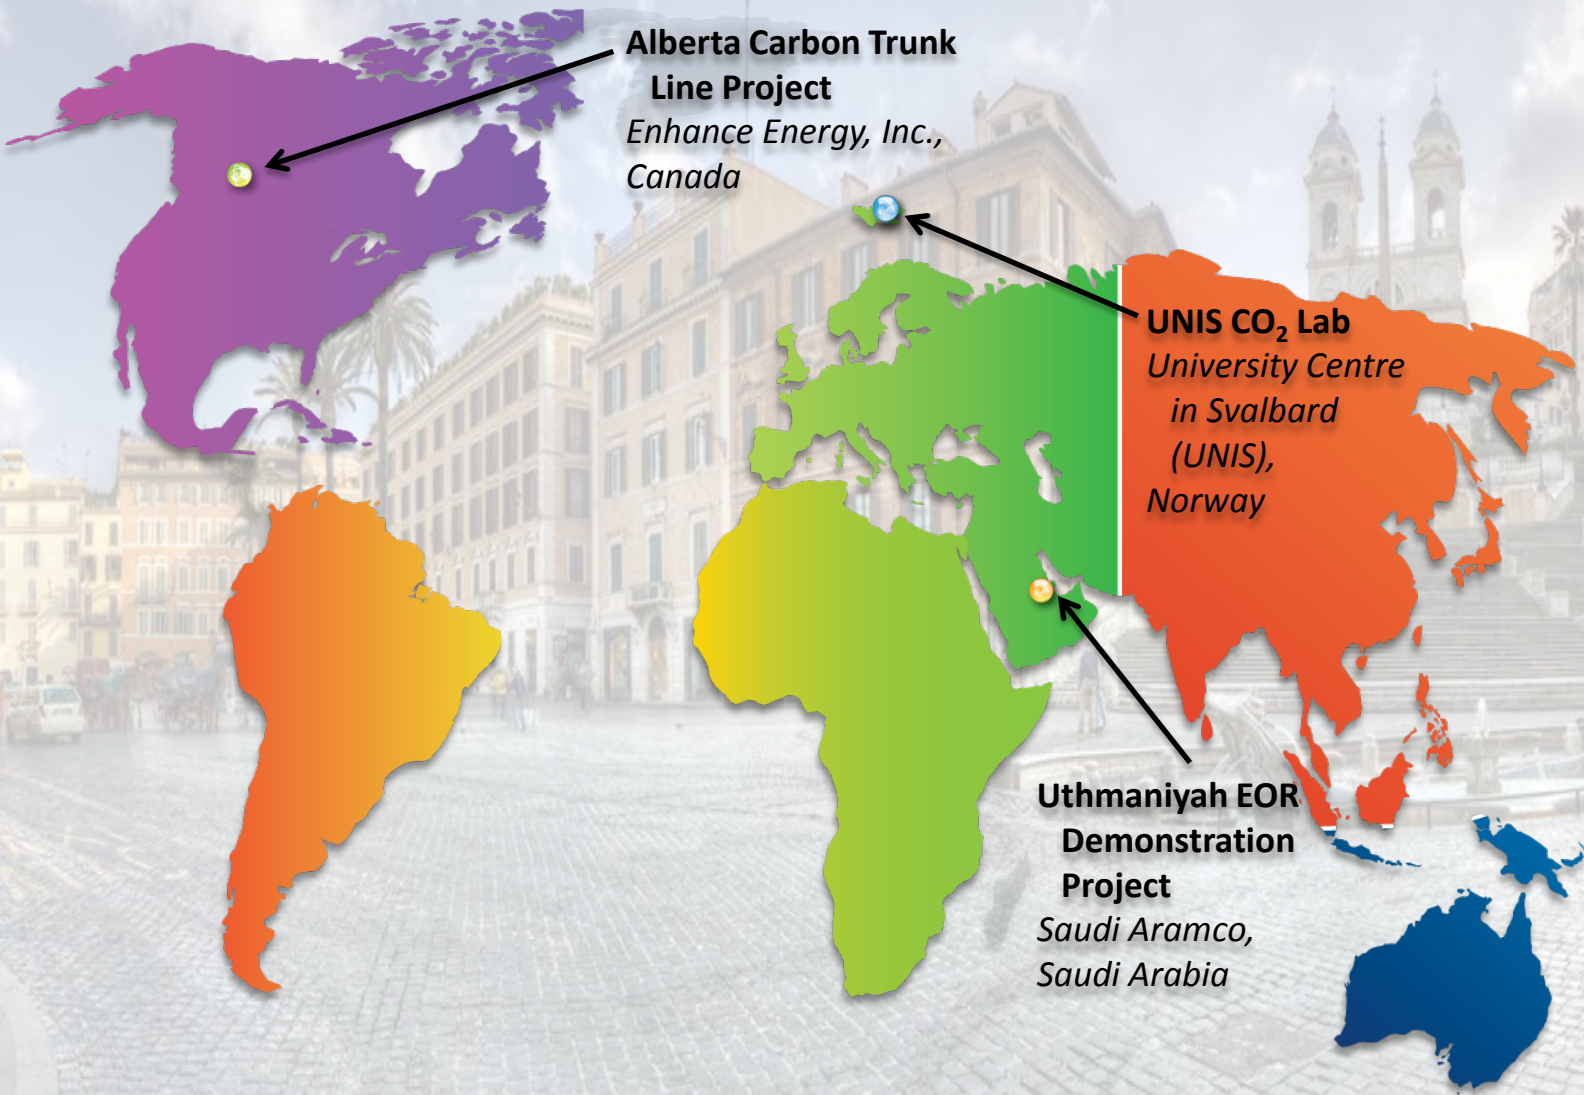 Alberta Carbon Trunk
Line Project
Enhance Energy, Inc.,
Canada
UNIS CO₂ Lab
University Centre
in Svalbard
(UNIS),
Norway
Uthmaniyah EOR
Demonstration
Project
Saudi Aramco,
Saudi Arabia